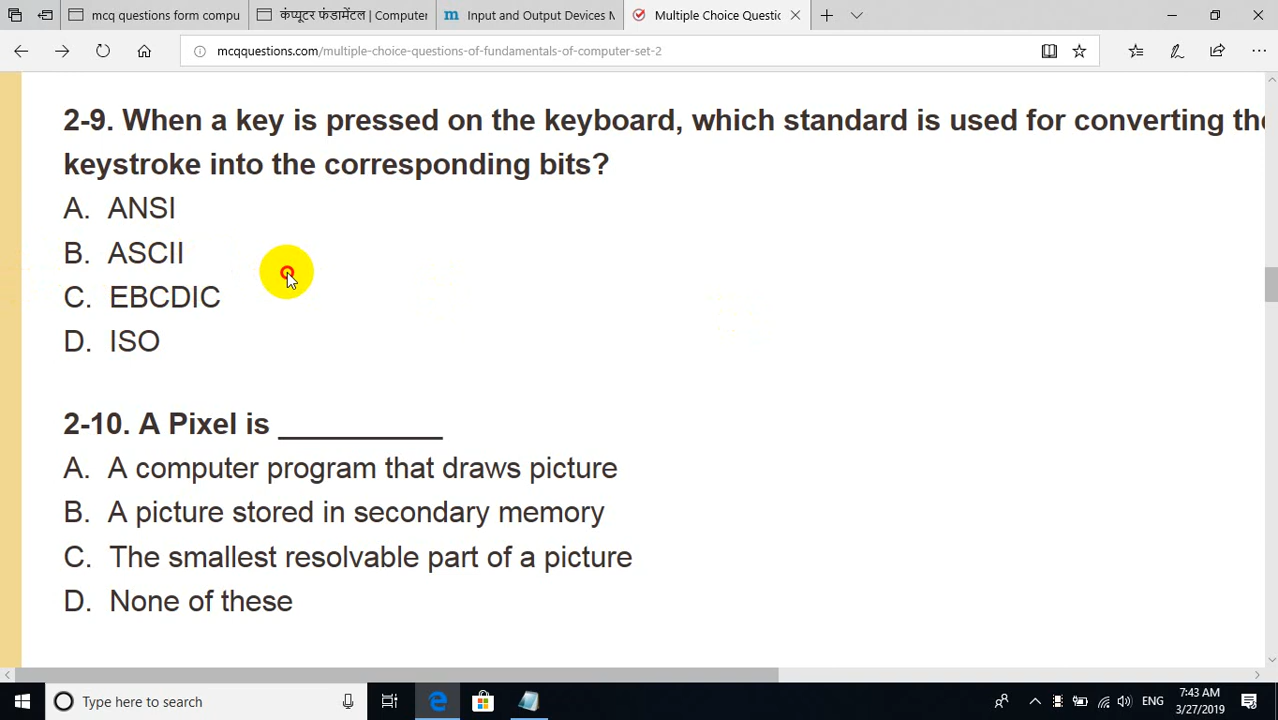 mcq questions form compu
कंप्यूटर फंडामेंटल | Computer
Input and Output Devices M
Multiple Choice Questio
mcqquestions.com/multiple-choice-questions-of-fundamentals-of-computer-set-2
2-9. When a key is pressed on the keyboard, which standard is used for converting the
keystroke into the corresponding bits?
A. ANSI
B. ASCII
C. EBCDIC
D. ISO
2-10. A Pixel is __________
A. A computer program that draws picture
B. A picture stored in secondary memory
C. The smallest resolvable part of a picture
D. None of these
Type here to search
ENG
7:43 AM
3/27/2019